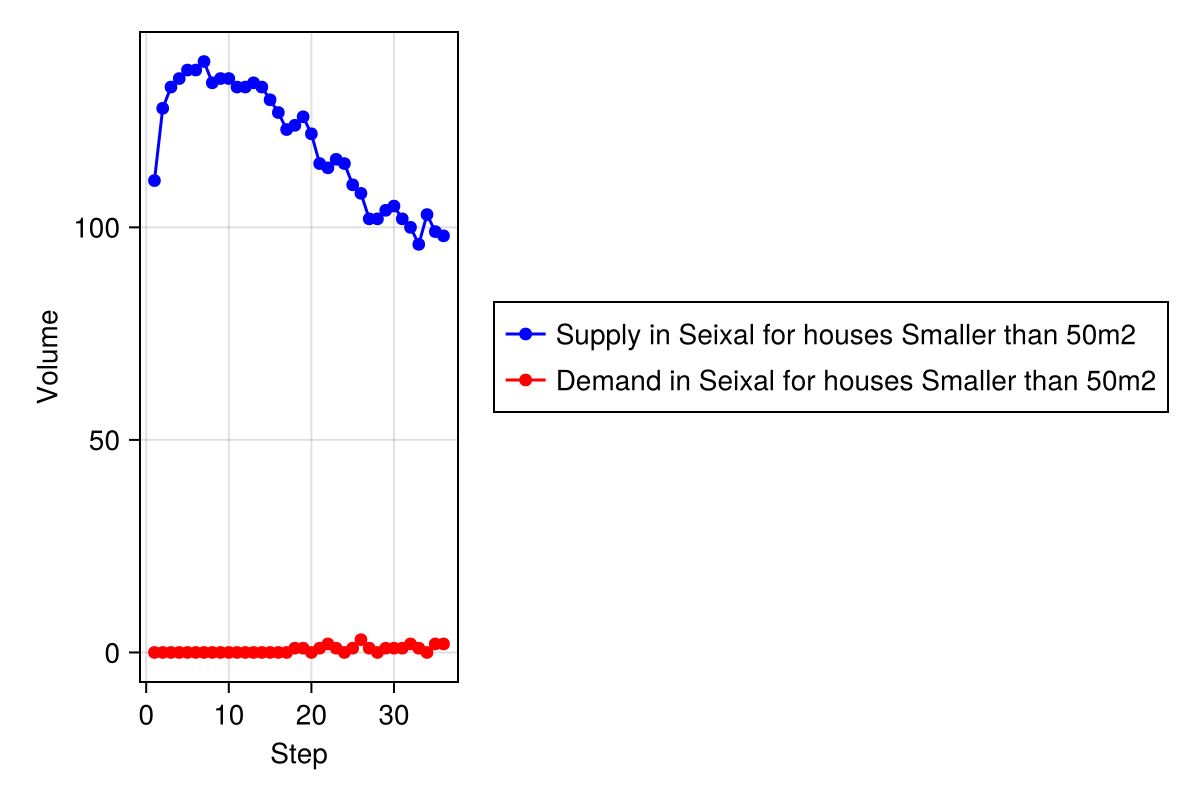 100
50
0
Volume
0 10 20 30
Step
Supply in Seixal for houses Smaller than 50m2
Demand in Seixal for houses Smaller than 50m2